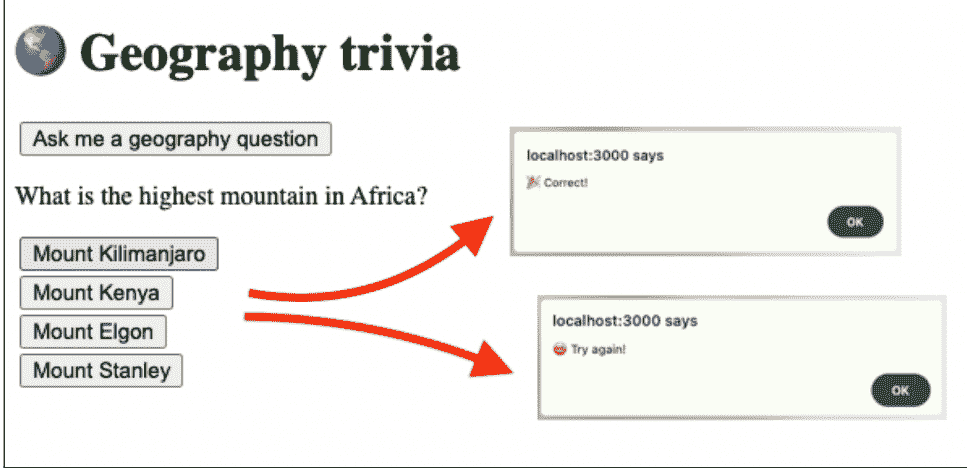 Geography trivia
Ask me a geography question
What is the highest mountain in Africa?
Mount Kilimanjaro
Mount Kenya
Mount Elgon
Mount Stanley
localhost:3000 says
🎉 Correct!
OK
localhost:3000 says
Try again!
OK